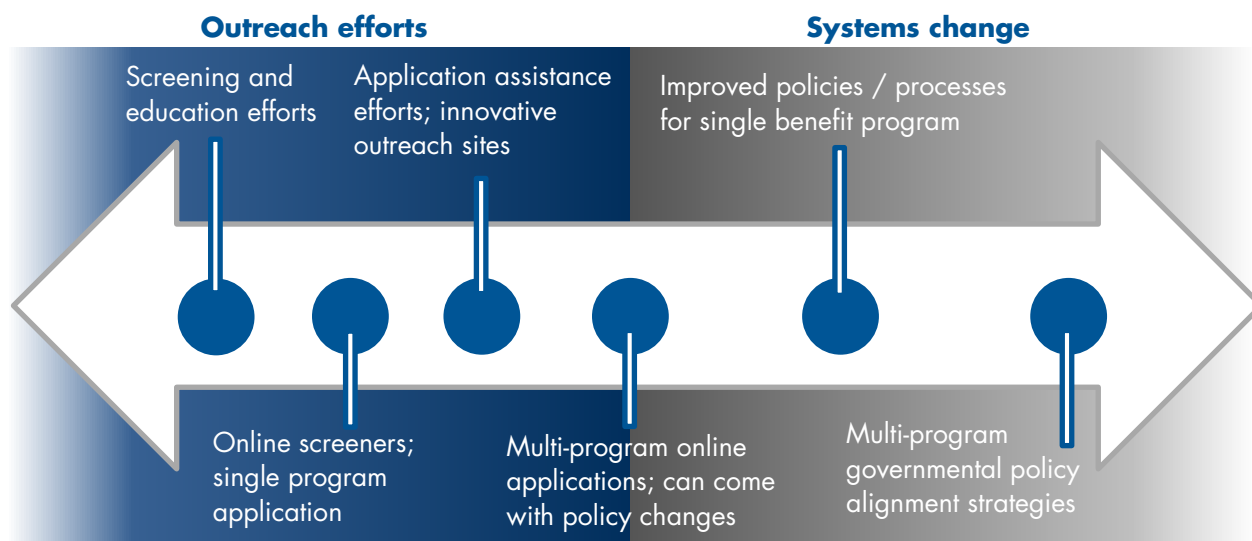 Outreach efforts
Systems change
Screening and
education efforts
Application assistance
efforts; innovative
outreach sites
Improved policies / processes
for single benefit program
Online screeners;
single program
application
Multi-program online
applications; can come
with policy changes
Multi-program
governmental policy
alignment strategies